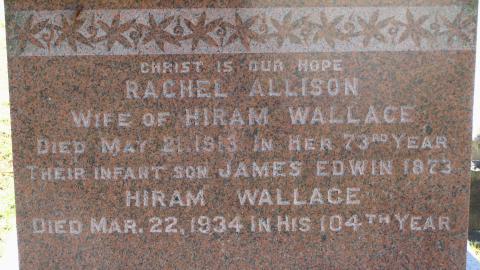 CHRIST IS OUR HOPE
RACHEL ALLISON
WIFE OF HIRAM WALLACE
DIED MAY 21, 1913 IN HER 73RD YEAR
THEIR INFANT SON JAMES EDWIN 1873
HIRAM WALLACE
DIED MAR. 22, 1934 IN HIS 104TH YEAR